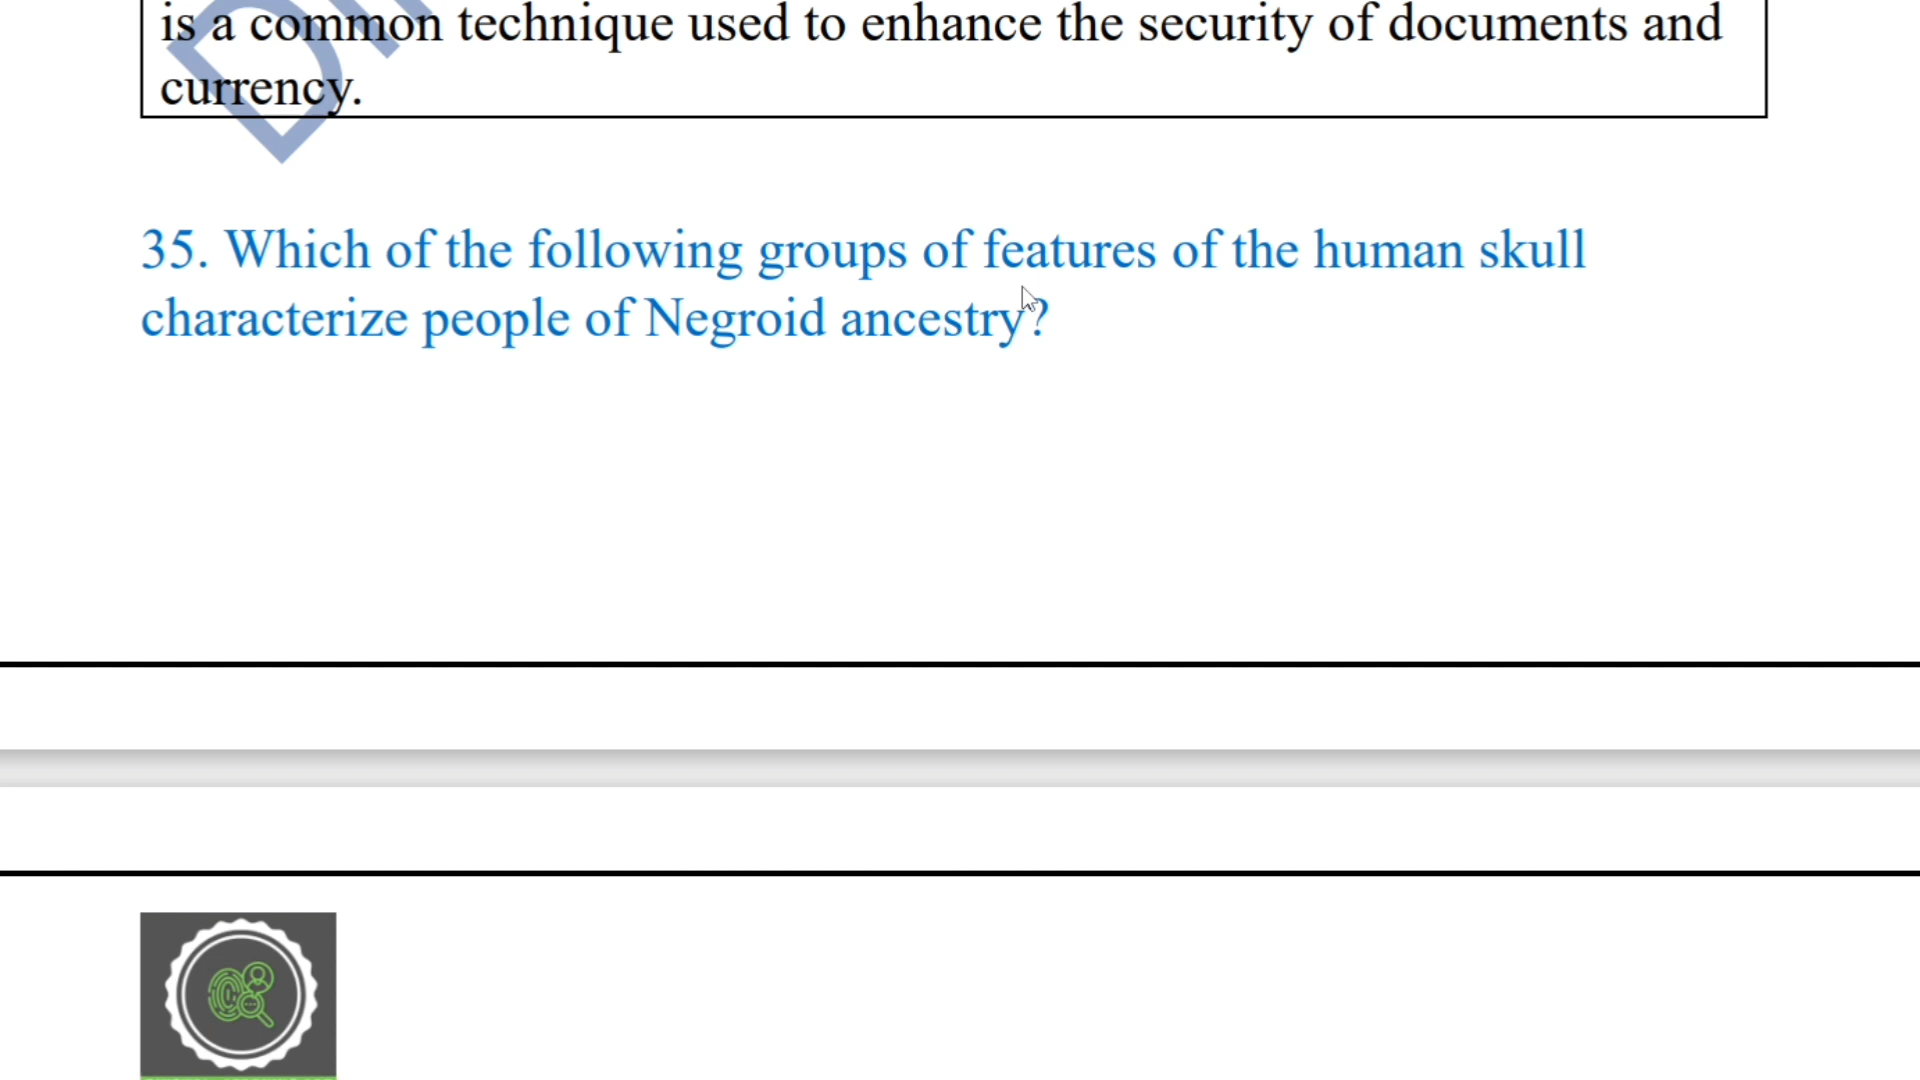 is a common technique used to enhance the security of documents and
currency.
35. Which of the following groups of features of the human skull
characterize people of Negroid ancestry?